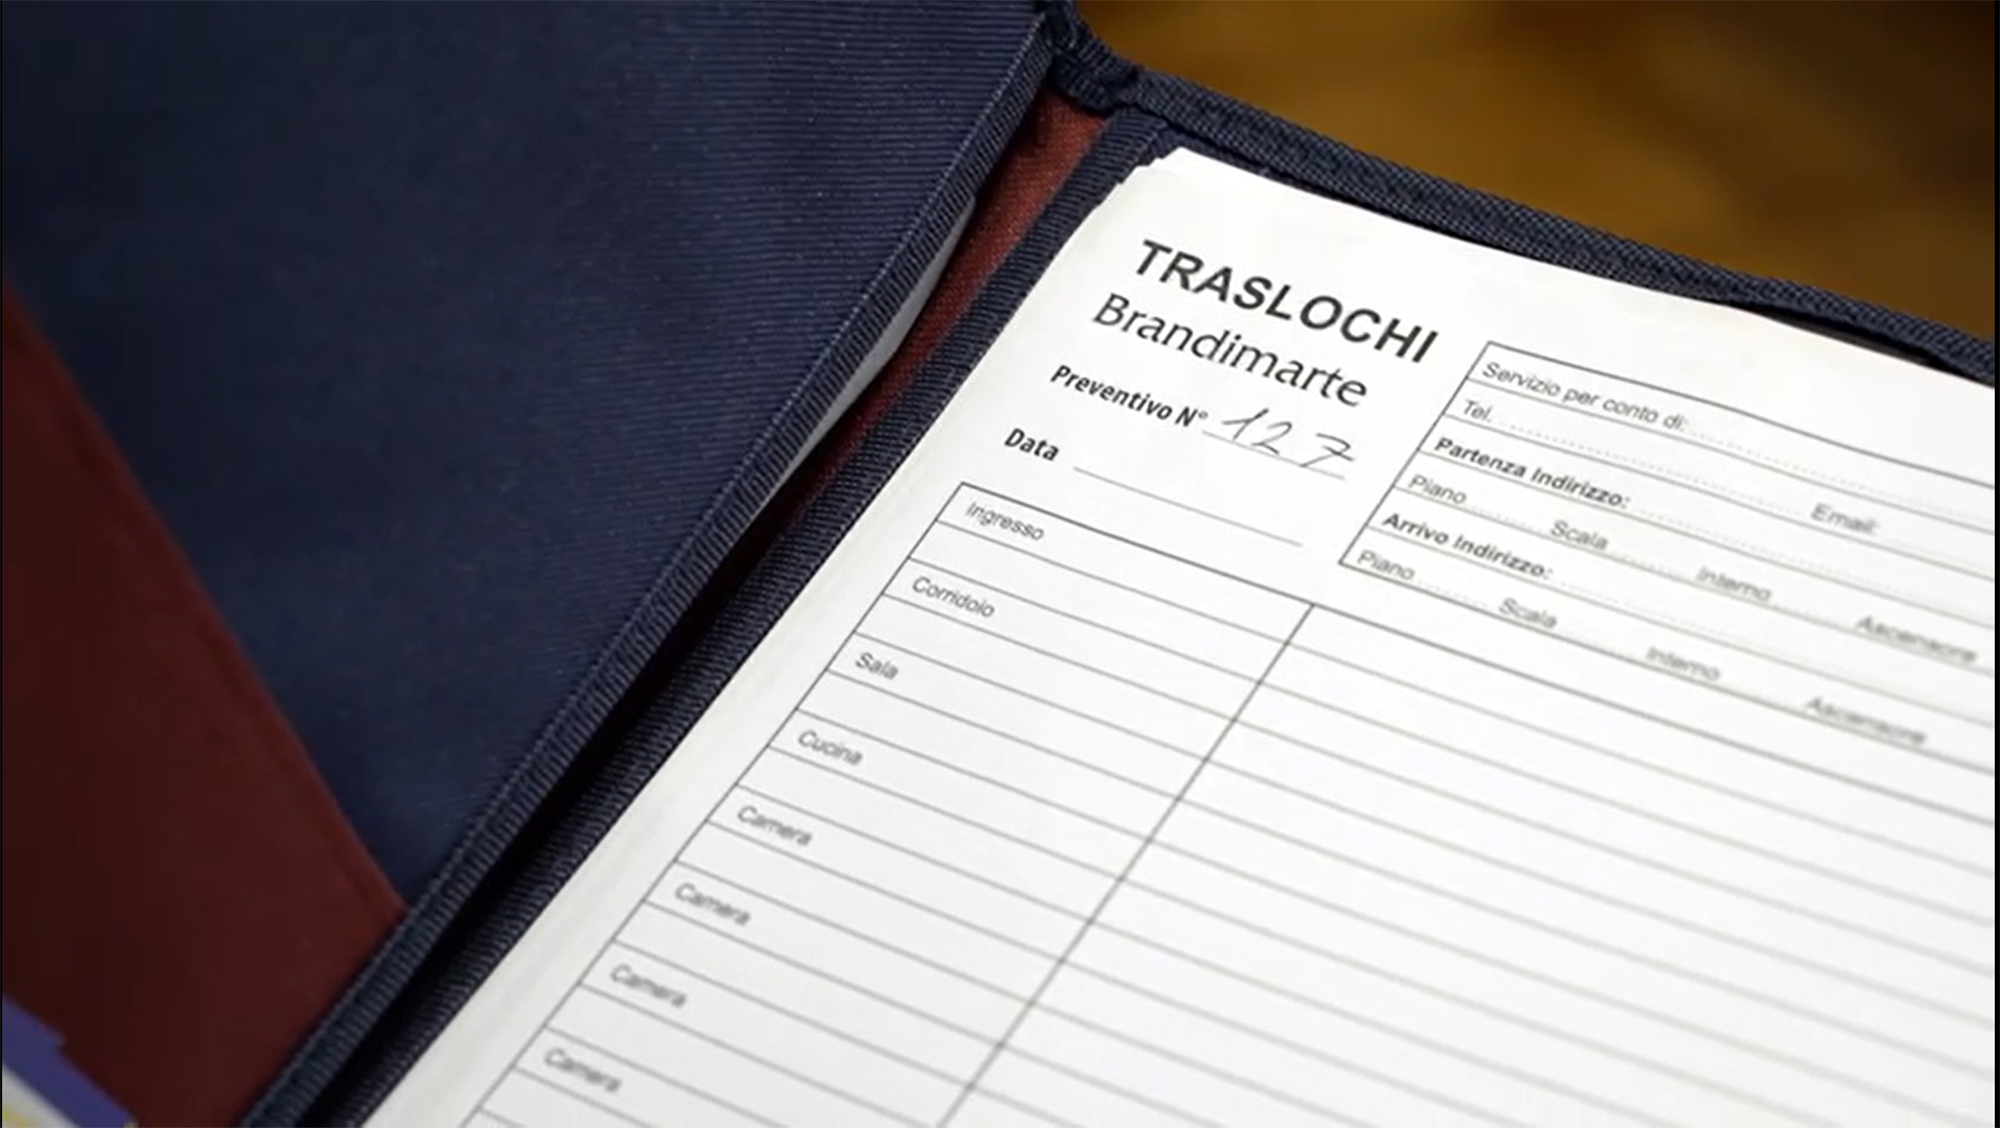 TRASLOCHI
Brandimarte
Preventivo N° 127
Data
Servizio per conto di:
Tel. Email:
Partenza Indirizzo:
Piano Scala Interno Ascensore
Arrivo Indirizzo:
Piano Scala Interno Ascensore
Ingresso
Corridoio
Sala
Cucina
Camera
Camera
Camera
Camera